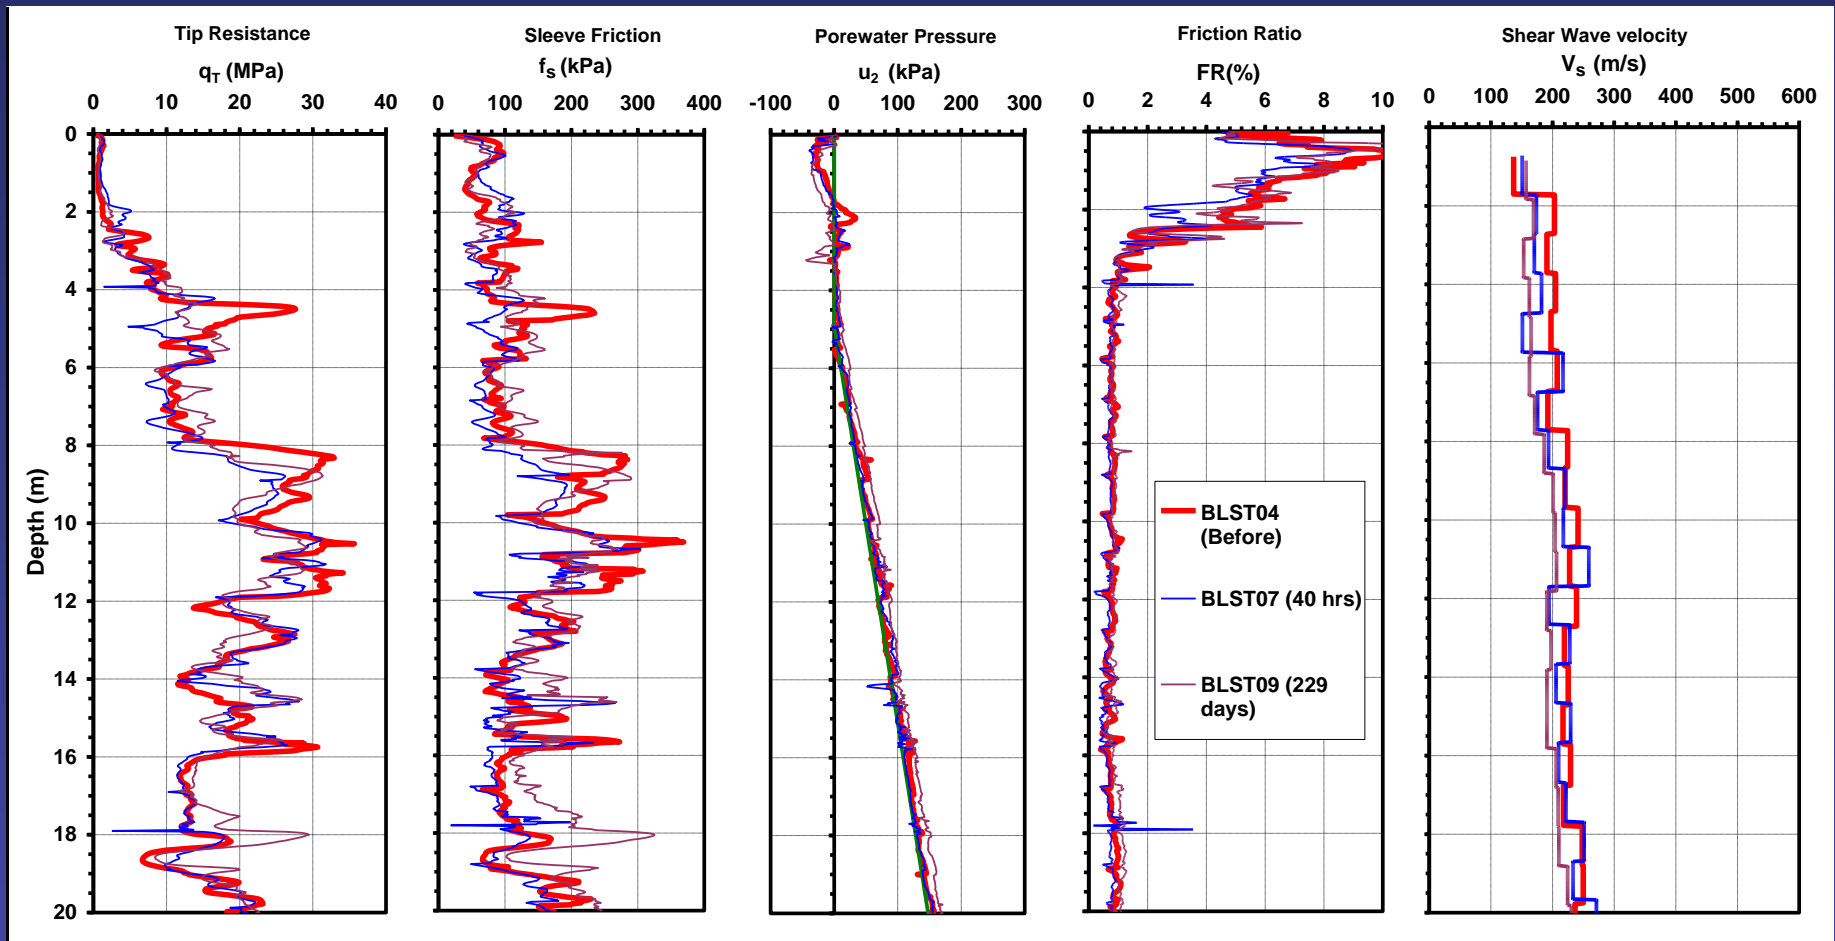 Tip Resistance
qT (MPa)
0 10 20 30 40
Sleeve Friction
fS (kPa)
0 100 200 300 400
Porewater Pressure
u2 (kPa)
-100 0 100 200 300
Friction Ratio
FR(%)
0 2 4 6 8 10
Shear Wave velocity
Vs (m/s)
0 100 200 300 400 500 600
Depth (m)
0
2
4
6
8
10
12
14
16
18
20
BLST04
(Before)
BLST07 (40 hrs)
BLST09 (229
days)